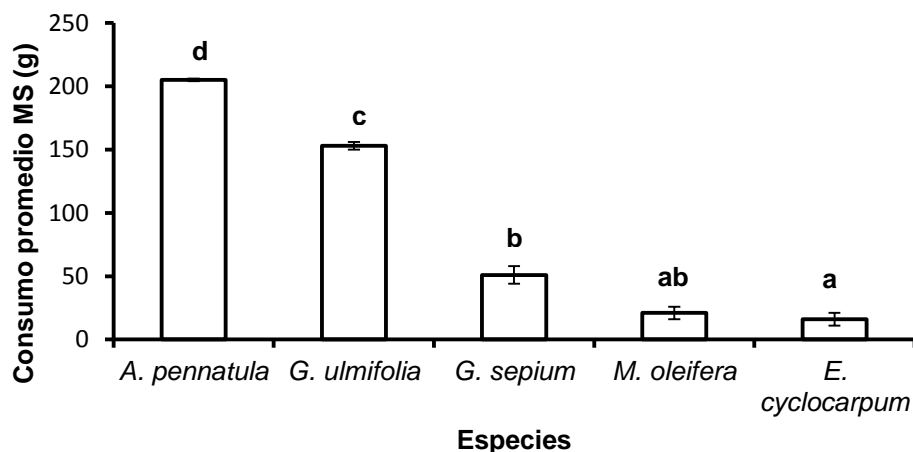 Consumo promedio MS (g)
250
200
150
100
50
0
d
c
b
ab
a
A. pennatula
G. ulmifolia
G. sepium
M. oleifera
E.
cyclocarpum
Especies